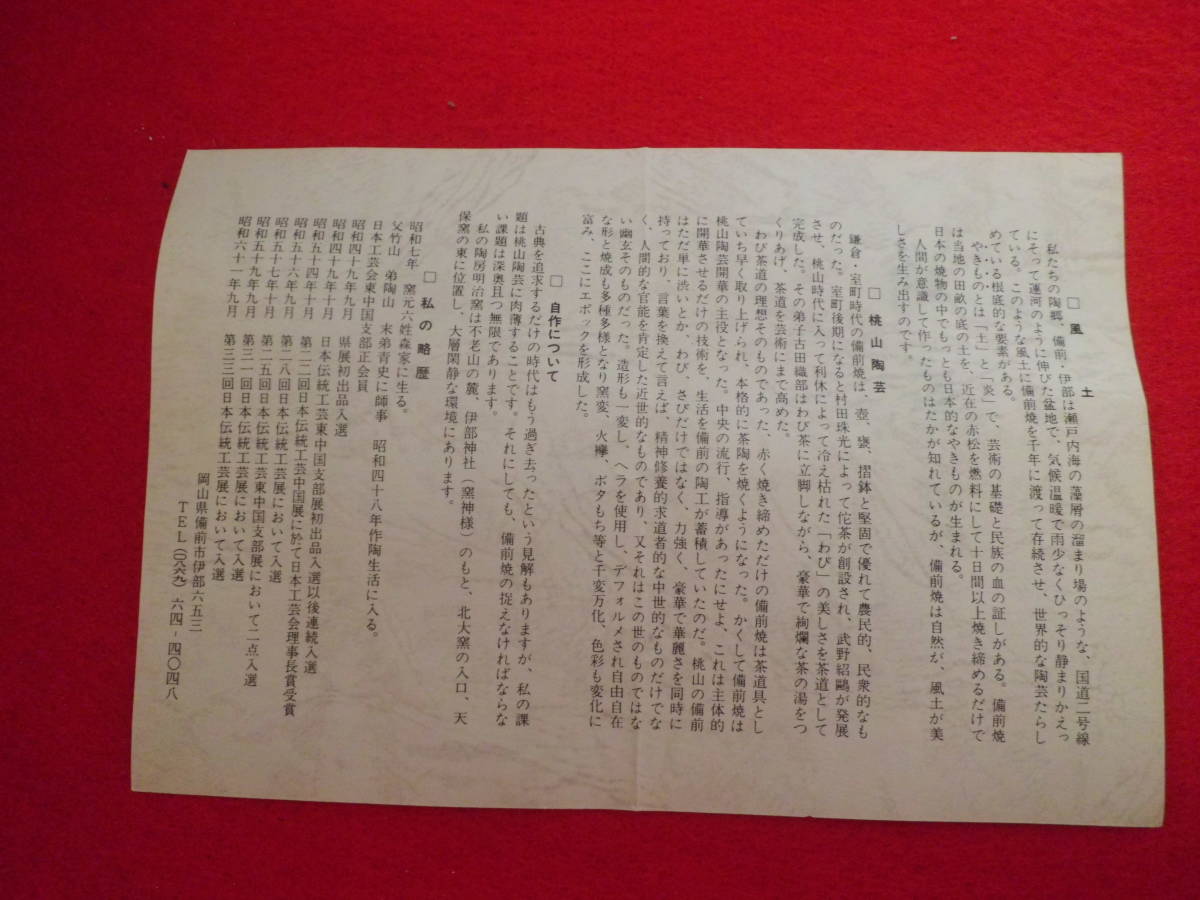 □ 風　　土
私たちの陶郷、備前・伊部は瀬戸内海の藻層の溜まり場のような、国道二号線
にそって運河のように伸びた盆地で、気候温暖で雨少なくひっそり静まりかえっ
ている。このような風土に備前焼を千年に渡って存続させ、世界的な陶芸たらし
めている根底的な要素がある。
やきものとは「土」と「炎」で、芸術の基礎と民族の血の証しがある。備前焼
は当地の田畝の底の土を、近在の赤松を燃料にして十日間以上焼き締めるだけで
日本の焼物の中でもっとも日本的なやきものが生まれる。
人間が意識して作ったものはたかが知れているが、備前焼は自然が、風土が美
しさを生み出すのです。
□ 桃山陶芸
鎌倉・室町時代の備前焼は、壺、甕、摺鉢と堅固で優れて農民的、民衆的なも
のだった。室町後期になると村田珠光によって佗茶が創設され、武野紹鷗が発展
させ、桃山時代に入って利休によって冷え枯れた「わび」の美しさを茶道として
完成した。その弟子古田織部はわび茶に立脚しながら、豪華で絢爛な茶の湯をつ
くりあげ、茶道を芸術にまで高めた。
わび茶道の理想そのものであった、赤く焼き締めただけの備前焼は茶道具とし
ていち早く取り上げられ、本格的に茶陶を焼くようになった。かくして備前焼は
桃山陶芸開華の主役となった。中央の流行、指導があったにせよ、これは主体的
に開華させるだけの技術を、生活を備前の陶工が蓄積していたのだ。桃山の備前
はただ単に渋いとか、わび、さびだけではなく、力強く、豪華で華麗さを同時に
持っており、言葉を換えて言えば、精神修養的求道者的な中世的なものだけでな
く、人間的な官能を肯定した近世的なものであり、又それはこの世のものではな
い幽玄そのものだった。造形も一変し、ヘラを使用し、デフォルメされ自由自在
な形と焼成も多種多様となり窯変、火襷、ボタもち等と千変万化、色彩も変化に
富み、ここにエポックを形成した。
□ 自作について
古典を追求するだけの時代はもう過ぎ去ったという見解もありますが、私の課
題は桃山陶芸に肉薄することです。それにしても、備前焼の捉えなければならな
い課題は深奥且つ無限であります。
私の陶房明治窯は不老山の麓、伊部神社（窯神様）のもと、北大窯の入口、天
保窯の東に位置し、大層閑静な環境にあります。
□ 私の略歴
昭和七年　窯元六姓森家に生る。
父竹山　弟陶山　末弟青史に師事　昭和四十八年作陶生活に入る。
日本工芸会東中国支部正会員
昭和四十九年九月　県展初出品入選
昭和四十九年十月　日本伝統工芸東中国支部展初出品入選以後連続入選
昭和五十四年十月　第二二回日本伝統工芸中国展に於て日本工芸会理事長賞受賞
昭和五十六年十月　第二八回日本伝統工芸展において入選
昭和五十七年十月　第二五回日本伝統工芸東中国支部展において二点入選
昭和五十九年九月　第三一回日本伝統工芸展において入選
昭和六十一年九月　第三三回日本伝統工芸展において入選
岡山県備前市伊部六五三
ＴＥＬ（〇八六九）六四－四〇四八